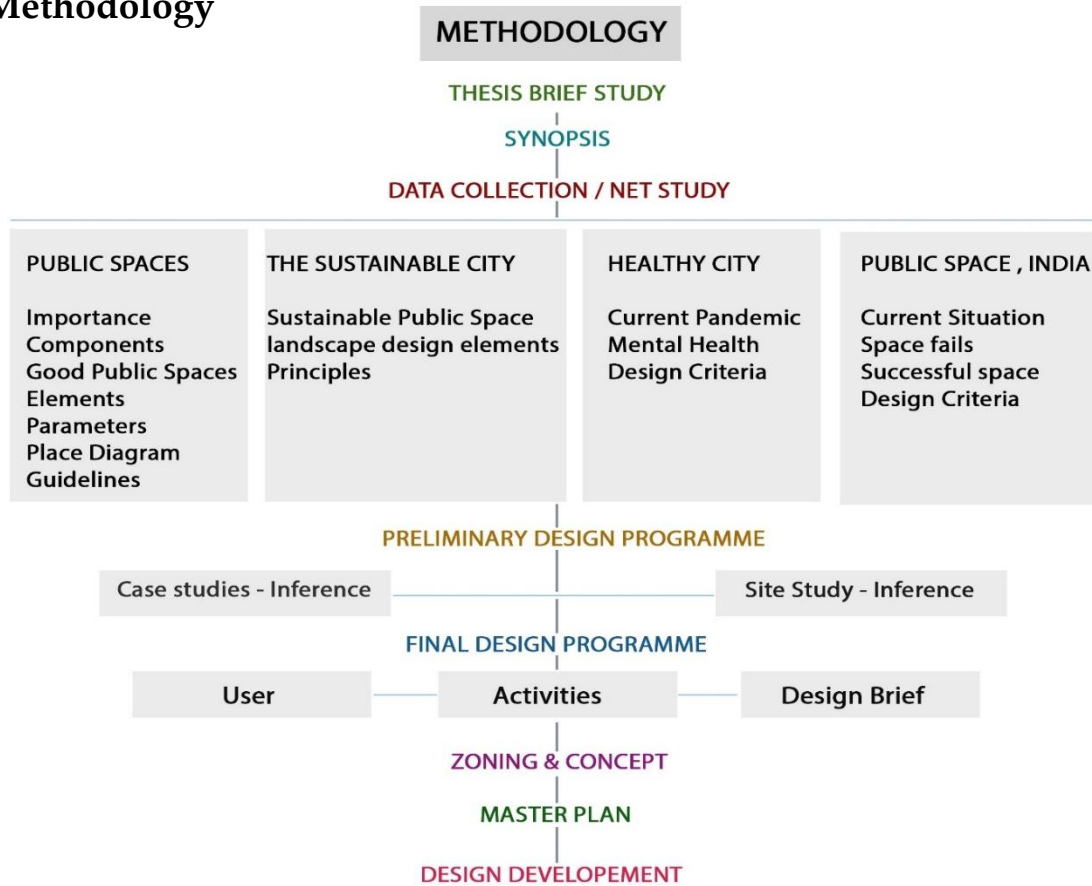 Methodology
METHODOLOGY
THESIS BRIEF STUDY
SYNOPSIS
DATA COLLECTION / NET STUDY
PUBLIC SPACES
Importance
Components
Good Public Spaces
Elements
Parameters
Place Diagram
Guidelines
THE SUSTAINABLE CITY
Sustainable Public Space
landscape design elements
Principles
HEALTHY CITY
Current Pandemic
Mental Health
Design Criteria
PUBLIC SPACE , INDIA
Current Situation
Space fails
Successful space
Design Criteria
PRELIMINARY DESIGN PROGRAMME
Case studies - Inference
Site Study - Inference
FINAL DESIGN PROGRAMME
User
Activities
Design Brief
ZONING & CONCEPT
MASTER PLAN
DESIGN DEVELOPEMENT